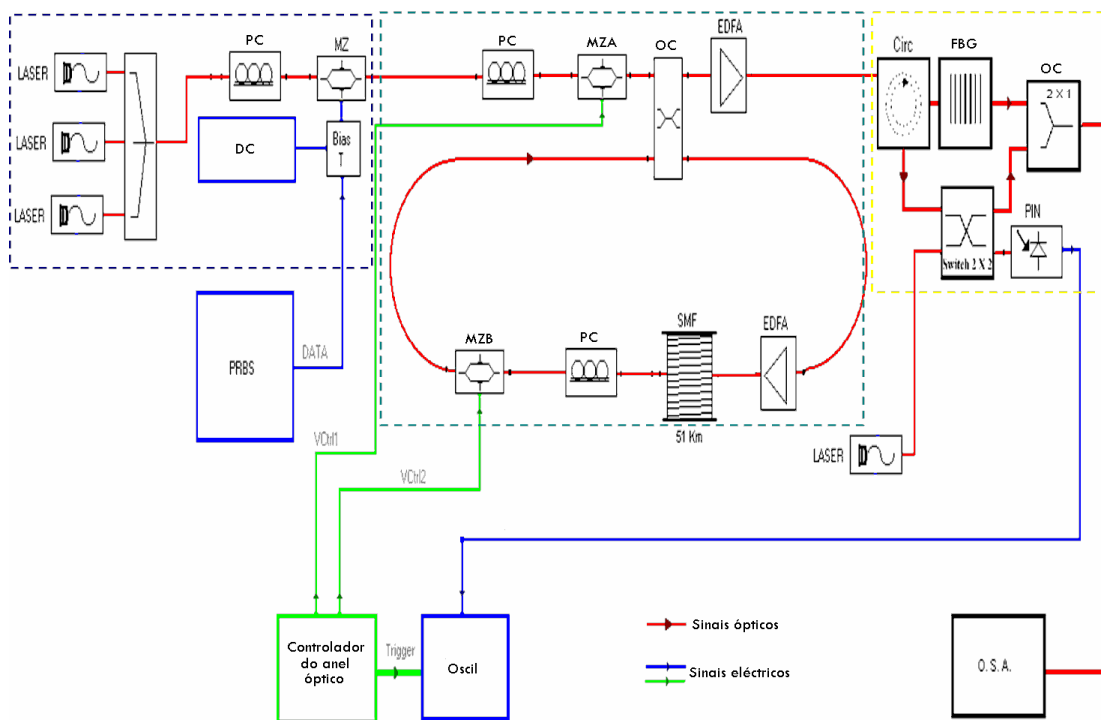 LASER
LASER
LASER
PC
MZ
DC
Bias
T
PRBS
DATA
PC
MZA
OC
EDFA
MZB
PC
SMF
51 Km
EDFA
Circ
FBG
OC
2 X 1
Switch 2 X 2
PIN
LASER
VCtrl1
VCtrl2
Controlador
do anel
óptico
Trigger
Oscil
Sinais ópticos
Sinais eléctricos
O.S.A.